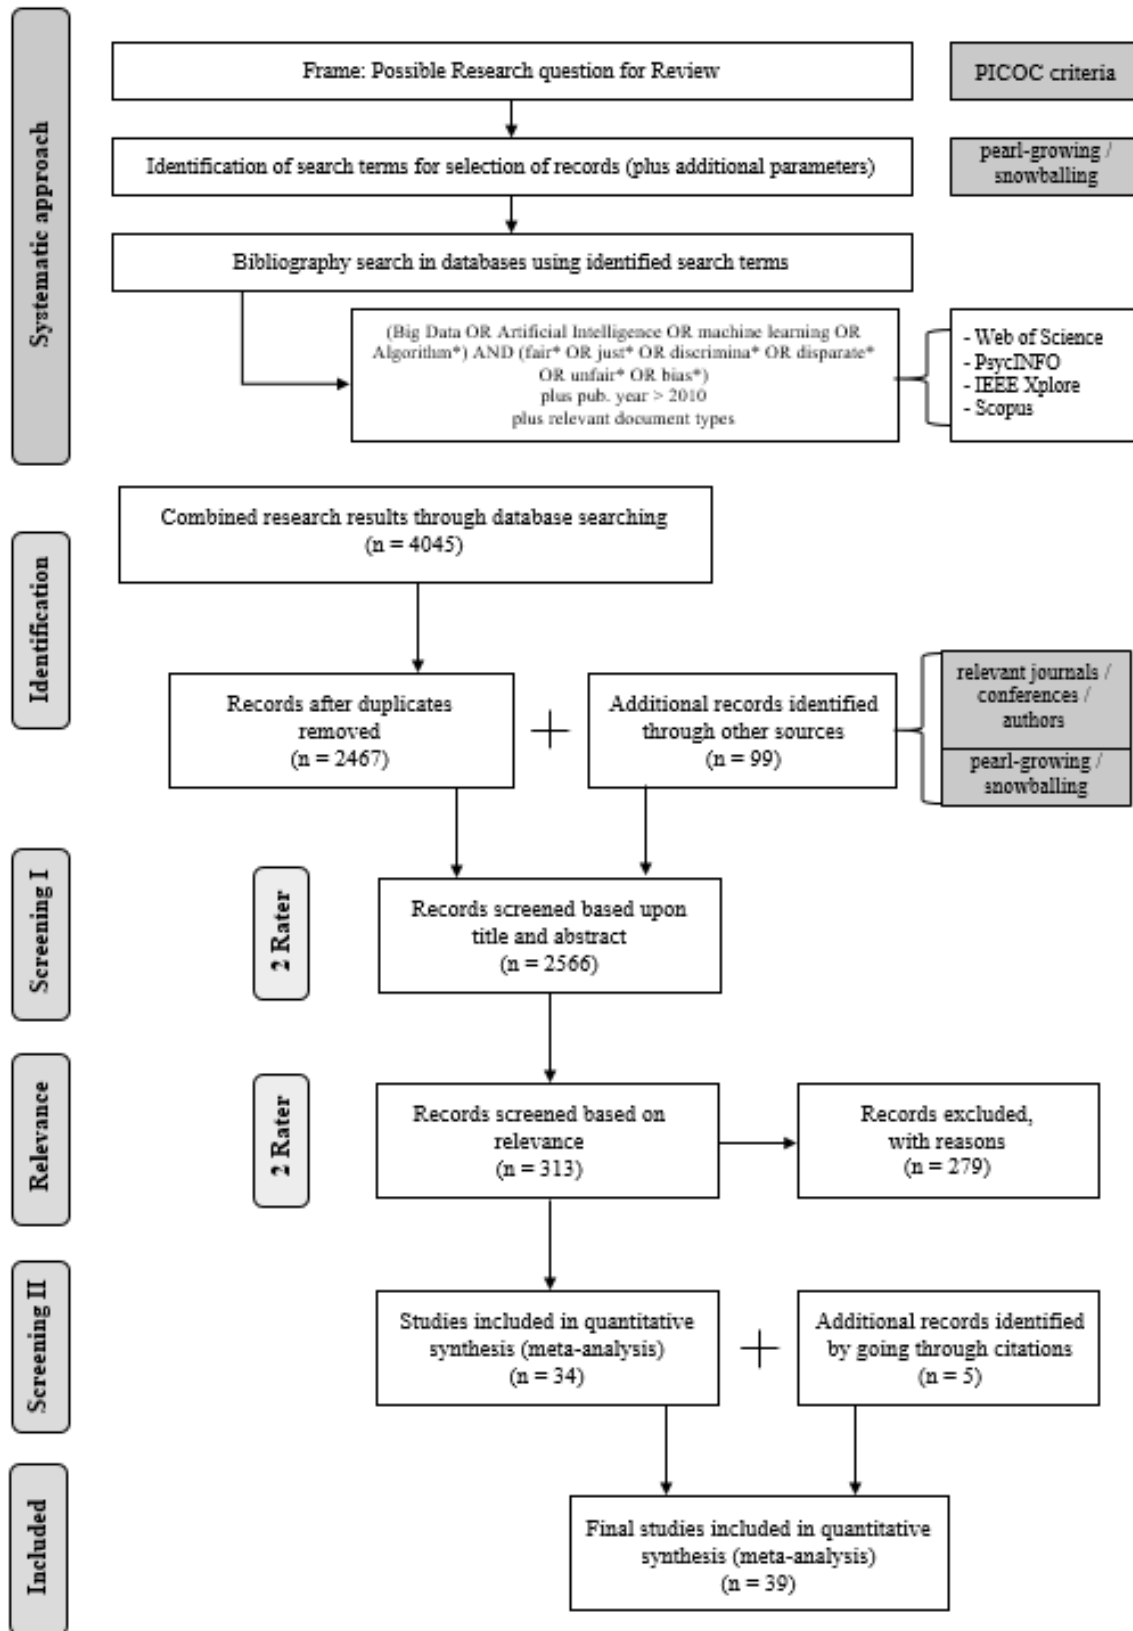 Systematic approach
Frame: Possible Research question for Review
PICOC criteria
Identification of search terms for selection of records (plus additional parameters)
pearl-growing /
snowballing
Bibliography search in databases using identified search terms
(Big Data OR Artificial Intelligence OR machine learning OR
Algorithm*) AND (fair* OR just* OR discrimina* OR disparate*
OR unfair* OR bias*)
plus pub. year > 2010
plus relevant document types
- Web of Science
- PsycINFO
- IEEE Xplore
- Scopus
Identification
Combined research results through database searching
(n = 4045)
Records after duplicates
removed
(n = 2467)
Additional records identified
through other sources
(n = 99)
relevant journals /
conferences /
authors
pearl-growing /
snowballing
Screening I
2 Rater
Records screened based upon
title and abstract
(n = 2566)
Relevance
2 Rater
Records screened based on
relevance
(n = 313)
Records excluded,
with reasons
(n = 279)
Screening II
Studies included in quantitative
synthesis (meta-analysis)
(n = 34)
Additional records identified
by going through citations
(n = 5)
Included
Final studies included in quantitative
synthesis (meta-analysis)
(n = 39)